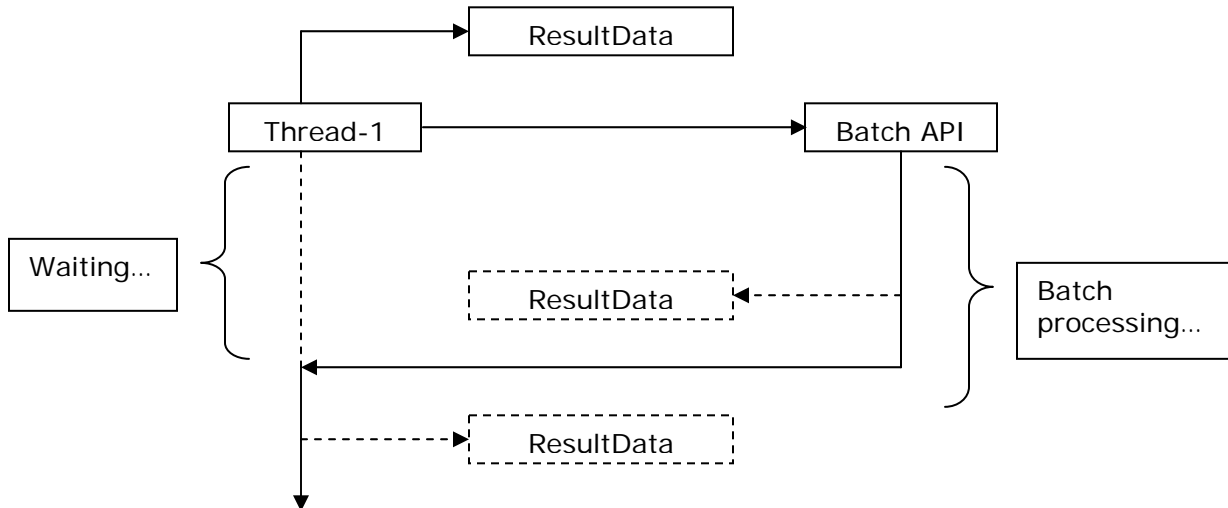 ResultData
Thread-1
Batch API
Waiting...
ResultData
Batch
processing...
ResultData